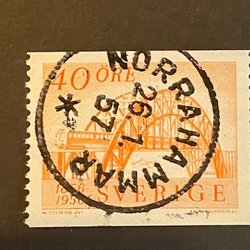 40 ÖRE
NORRAHAMMAR
26.1.
57
1856
1956
SVERIGE